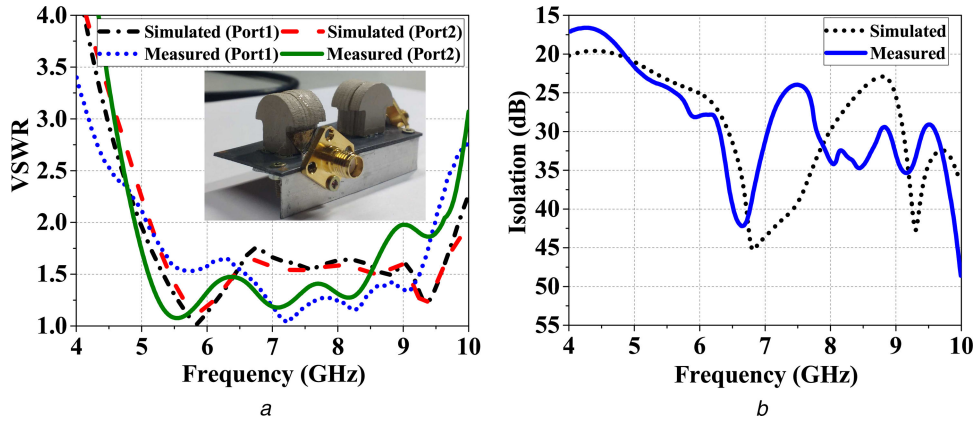 4.0
3.5
3.0
2.5
2.0
1.5
1.0
VSWR
Simulated (Port1) Simulated (Port2)
Measured (Port1) Measured (Port2)
4 5 6 7 8 9 10
Frequency (GHz)
a
15
20
25
30
35
40
45
50
55
Isolation (dB)
Simulated
Measured
4 5 6 7 8 9 10
Frequency (GHz)
b